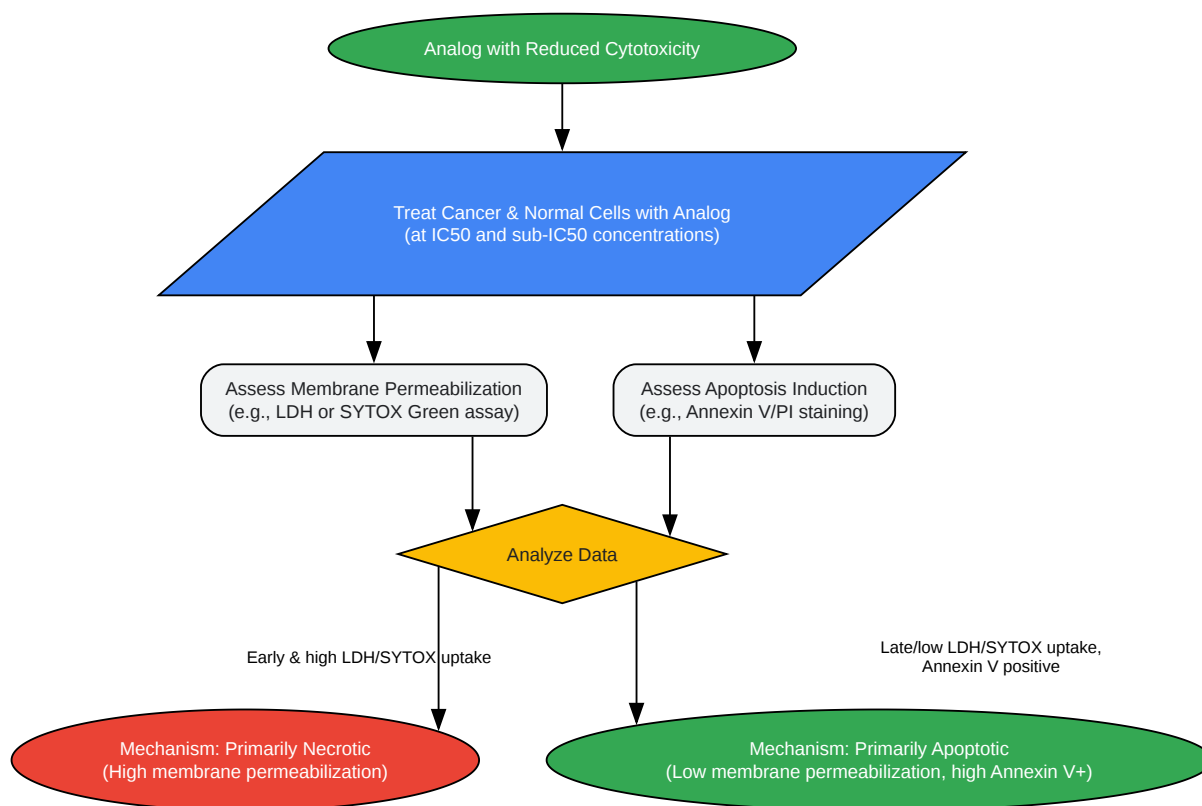 Analog with Reduced Cytotoxicity
Treat Cancer & Normal Cells with Analog
(at IC50 and sub-IC50 concentrations)
Assess Membrane Permeabilization
(e.g., LDH or SYTOX Green assay)
Assess Apoptosis Induction
(e.g., Annexin V/PI staining)
Analyze Data
Early & high LDH/SYTOX uptake
Late/low LDH/SYTOX uptake,
Annexin V positive
Mechanism: Primarily Necrotic
(High membrane permeabilization)
Mechanism: Primarily Apoptotic
(Low membrane permeabilization, high Annexin V+)